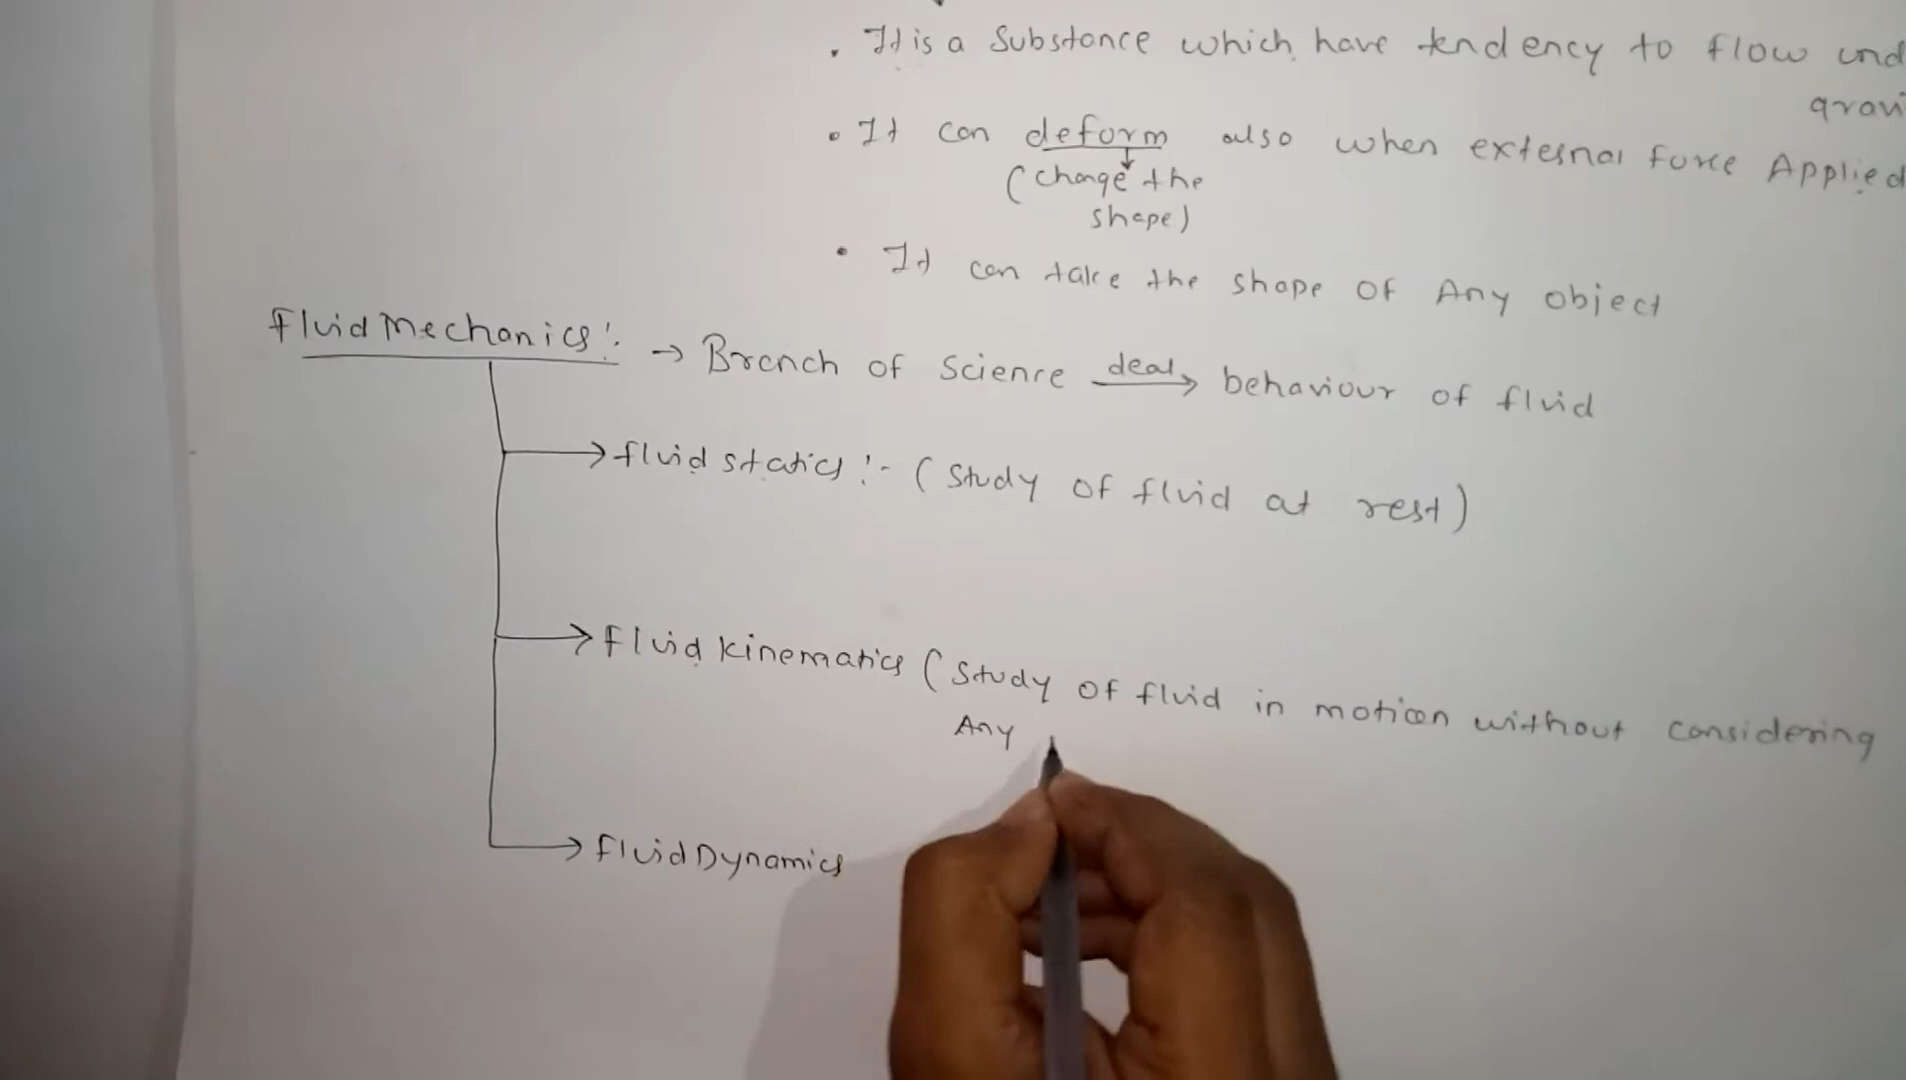 . It is a Substance which have tendency to flow und
gravi
• It can deform also when external force Applied
(change the
shape)
• It can take the shape of Any object
fluid Mechanics :
→ Branch of Science deal → behaviour of fluid
→ fluid statics :- (Study of fluid at rest)
→ fluid kinematics (Study of fluid in motion without considering
Any
→ fluid Dynamics